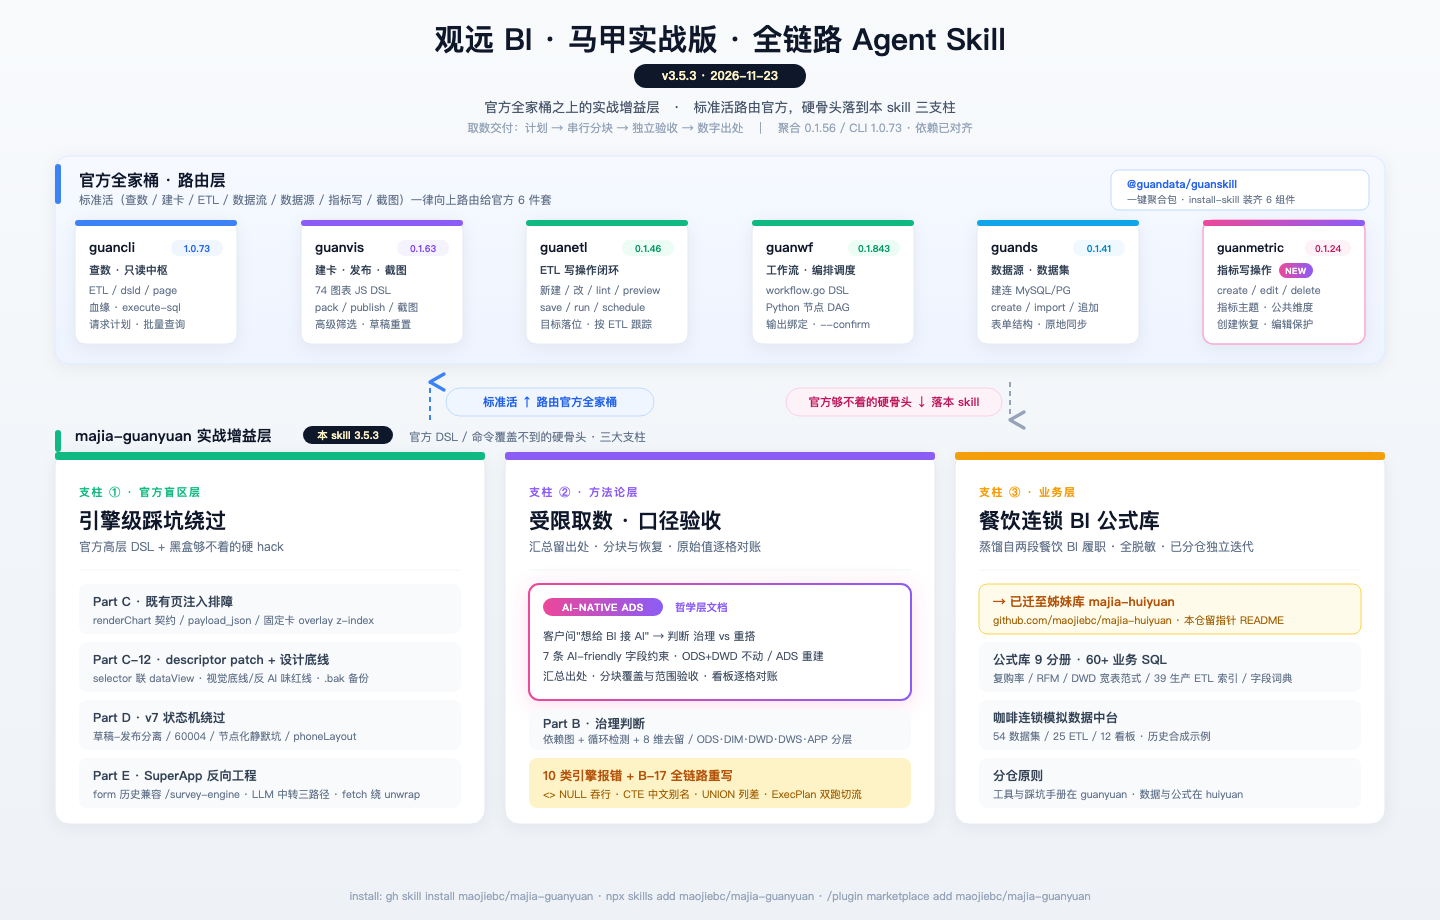 观远 BI · 马甲实战版 · 全链路 Agent Skill
v3.5.3 · 2026-11-23
官方全家桶之上的实战增益层 · 标准活路由官方，硬骨头落到本 skill 三支柱
取数交付：计划 → 串行分块 → 独立验收 → 数字出处 | 聚合 0.1.56 / CLI 1.0.73 · 依赖已对齐
官方全家桶 · 路由层
标准活（查数 / 建卡 / ETL / 数据流 / 数据源 / 指标写 / 截图）一律向上路由给官方 6 件套
@guandata/guanskill
一键聚合包 · install-skill 装齐 6 组件
guancli 1.0.73
查数 · 只读中枢
ETL / dsId / page
血缘 · execute-sql
请求计划 · 批量查询
guanvis 0.1.63
建卡 · 发布 · 截图
74 图表 JS DSL
pack / publish / 截图
高级筛选 · 草稿重置
guanetl 0.1.46
ETL 写操作闭环
新建 / 改 / lint / preview
save / run / schedule
目标落位 · 按 ETL 跟踪
guanwf 0.1.843
工作流 · 编排调度
workflow.go DSL
Python 节点 DAG
输出绑定 · --confirm
guands 0.1.41
数据源 · 数据集
建连 MySQL/PG
create / import / 追加
表单结构 · 原地同步
guanmetric 0.1.24
指标写操作 NEW
create / edit / delete
指标主题 · 公共维度
创建恢复 · 编辑保护
标准活 ↑ 路由官方全家桶
官方够不着的硬骨头 ↓ 落本 skill
majia-guanyuan 实战增益层 本 skill 3.5.3 官方 DSL / 命令覆盖不到的硬骨头 · 三大支柱
支柱 ① · 官方盲区层
引擎级踩坑绕过
官方高层 DSL + 黑盒够不着的硬 hack
Part C · 既有页注入排障
renderChart 契约 / payload_json / 固定卡 overlay z-index
Part C-12 · descriptor patch + 设计底线
selector 联 dataView · 视觉底线/反 AI 味红线 · .bak 备份
Part D · v7 状态机绕过
草稿-发布分离 / 60004 / 节点化静默坑 / phoneLayout
Part E · SuperApp 反向工程
form 历史兼容 /survey-engine · LLM 中转三路径 · fetch 绕 unwrap
支柱 ② · 方法论层
受限取数 · 口径验收
汇总留出处 · 分块与恢复 · 原始值逐格对账
AI-NATIVE ADS 哲学层文档
客户问"想给 BI 接 AI" → 判断 治理 vs 重搭
7 条 AI-friendly 字段约束 · ODS+DWD 不动 / ADS 重建
汇总出处 · 分块覆盖与范围验收 · 看板逐格对账
Part B · 治理判断
依赖图 + 循环检测 + 8 维去留 / ODS·DIM·DWD·DWS·APP 分层
10 类引擎报错 + B-17 全链路重写
<> NULL 吞行 · CTE 中文别名 · UNION 列差 · ExecPlan 双跑切流
支柱 ③ · 业务层
餐饮连锁 BI 公式库
蒸馏自两段餐饮 BI 履职 · 全脱敏 · 已分仓独立迭代
→ 已迁至姊妹库 majia-huiyuan
github.com/maojiebc/majia-huiyuan · 本仓留指针 README
公式库 9 分册 · 60+ 业务 SQL
复购率 / RFM / DWD 宽表范式 / 39 生产 ETL 索引 / 字段词典
咖啡连锁模拟数据中台
54 数据集 / 25 ETL / 12 看板 · 历史合成示例
分仓原则
工具与踩坑手册在 guanyuan · 数据与公式在 huiyuan
install: gh skill install maojiebc/majia-guanyuan · npx skills add maojiebc/majia-guanyuan · /plugin marketplace add maojiebc/majia-guanyuan